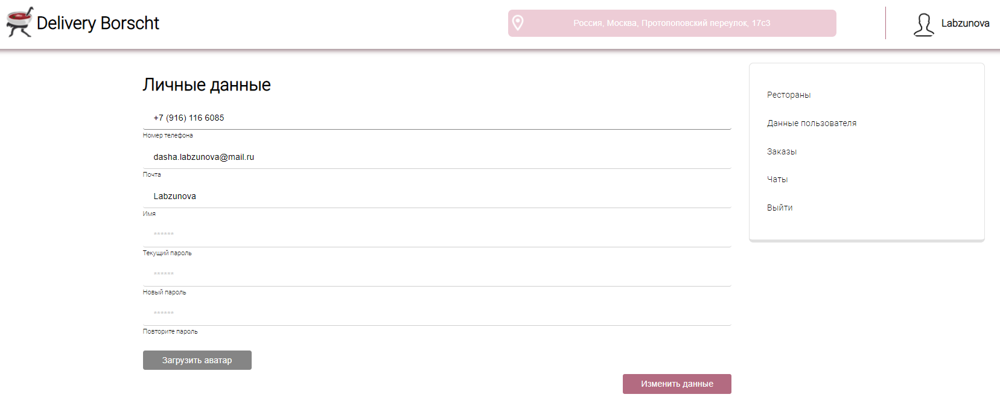 Delivery Borscht
Россия, Москва, Протопоповский переулок, 17с3
Labzunova
Личные данные
+7 (916) 116 6085
Номер телефона
dasha.labzunova@mail.ru
Почта
Labzunova
Имя
******
Текущий пароль
******
Новый пароль
******
Повторите пароль
Загрузить аватар
Изменить данные
Рестораны
Данные пользователя
Заказы
Чаты
Выйти